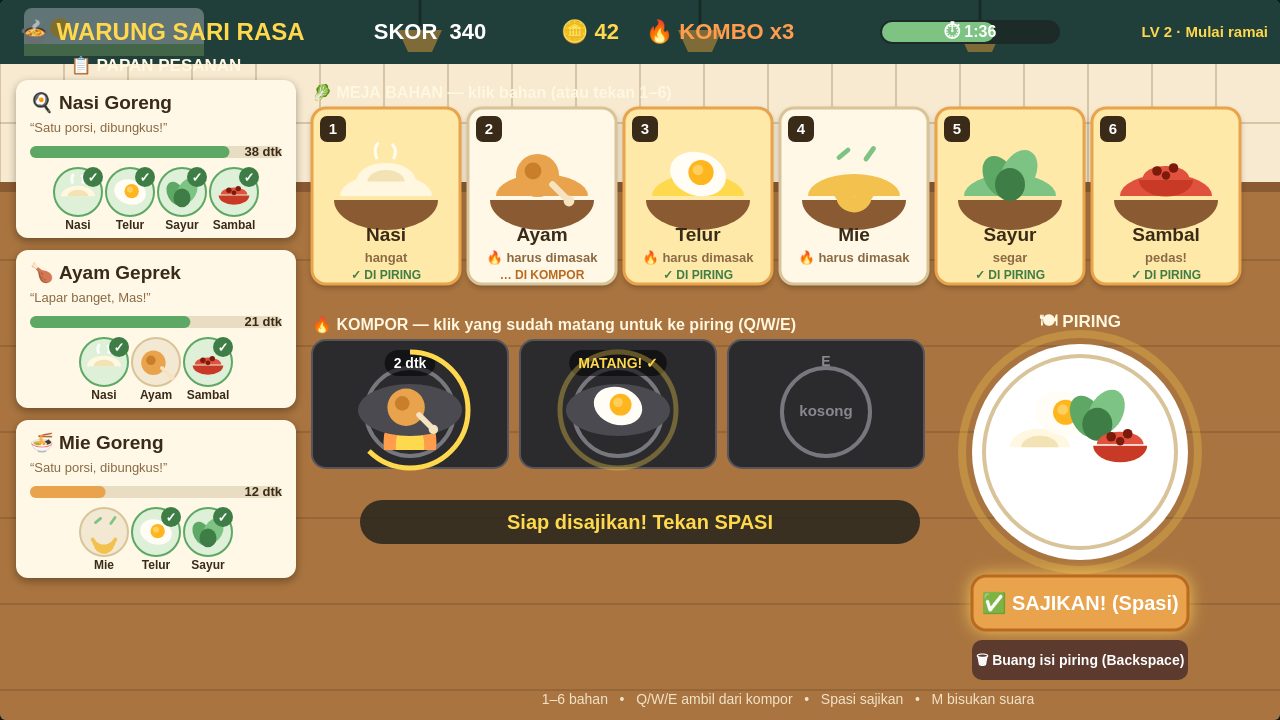 WARUNG SARI RASA
SKOR 340
42
KOMBO x3
1:36
LV 2 · Mulai ramai
PAPAN PESANAN
Nasi Goreng
“Satu porsi, dibungkus!”
38 dtk
Nasi Telur Sayur Sambal
Ayam Geprek
“Lapar banget, Mas!”
21 dtk
Nasi Ayam Sambal
Mie Goreng
“Satu porsi, dibungkus!”
12 dtk
Mie Telur Sayur
MEJA BAHAN — klik bahan (atau tekan 1–6)
1
Nasi
hangat
✓ DI PIRING
2
Ayam
harus dimasak
… DI KOMPOR
3
Telur
harus dimasak
✓ DI PIRING
4
Mie
harus dimasak
5
Sayur
segar
✓ DI PIRING
6
Sambal
pedas!
✓ DI PIRING
KOMPOR — klik yang sudah matang untuk ke piring (Q/W/E)
2 dtk
MATANG! ✓
E
kosong
PIRING
Siap disajikan! Tekan SPASI
SAJIKAN! (Spasi)
Buang isi piring (Backspace)
1–6 bahan • Q/W/E ambil dari kompor • Spasi sajikan • M bisukan suara